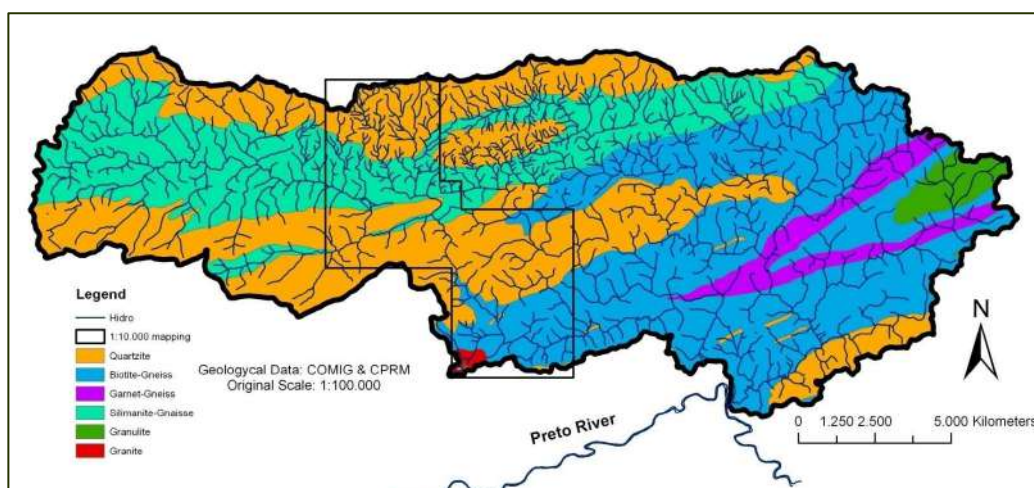 Legend
Hidro
1:10.000 mapping
Quartzite
Biotite-Gneiss
Garnet-Gneiss
Silimanite-Gnaisse
Granulite
Granite
Geologycal Data: COMIG & CPRM
Original Scale: 1:100.000
Preto River
N
0 1.250 2.500 5.000 Kilometers